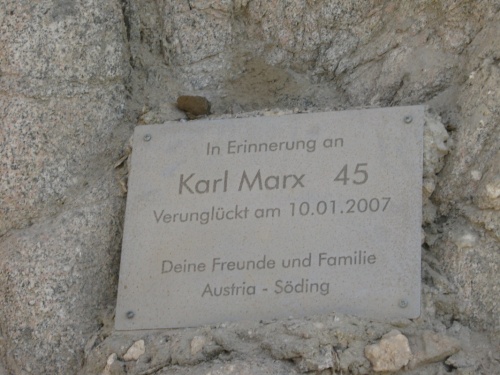 In Erinnerung an
Karl Marx 45
Verunglückt am 10.01.2007
Deine Freunde und Familie
Austria - Söding